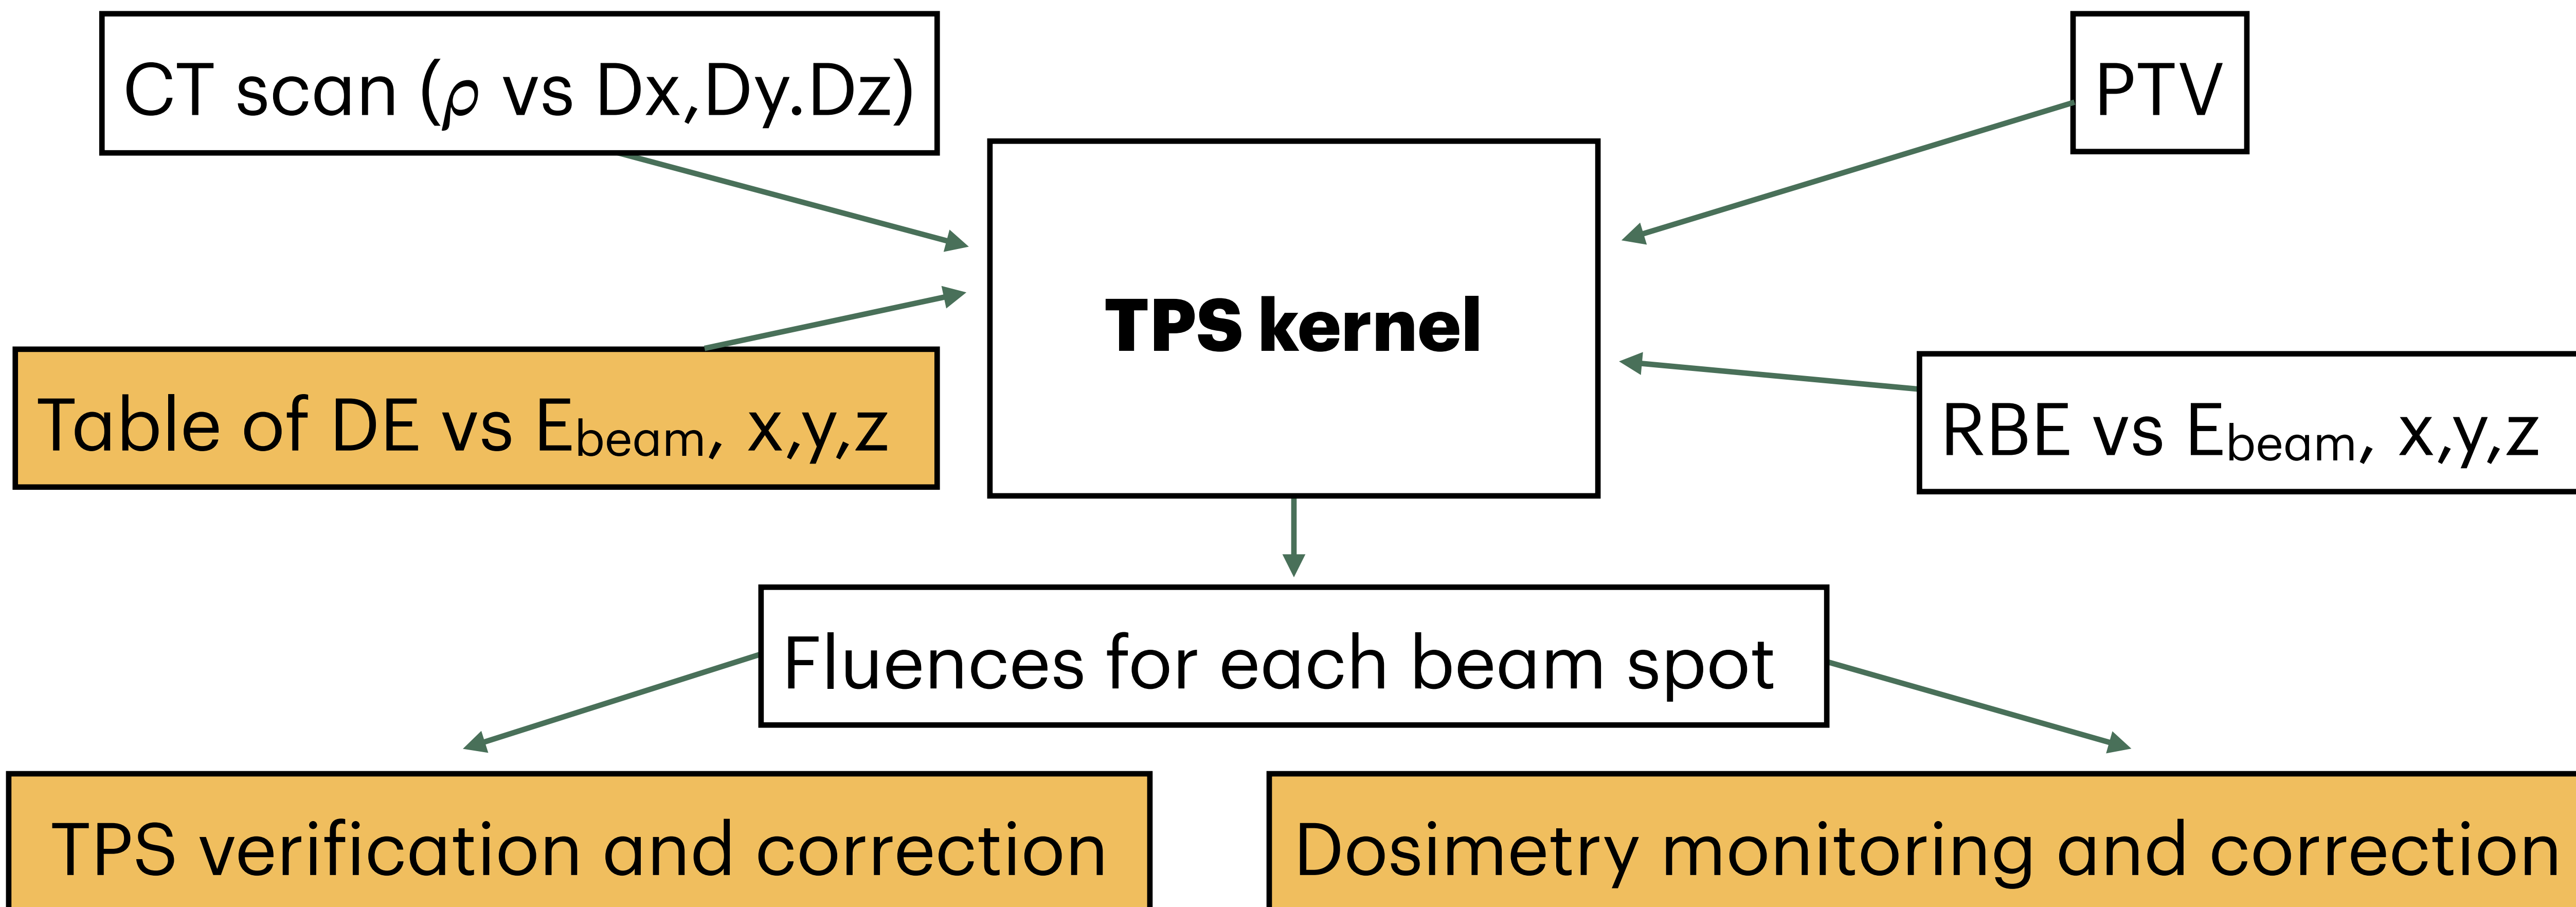 CT scan (ρ vs Dx,Dy.Dz)
PTV
TPS kernel
Table of DE vs Ebeam, x,y,z
RBE vs Ebeam, x,y,z
Fluences for each beam spot
TPS verification and correction
Dosimetry monitoring and correction